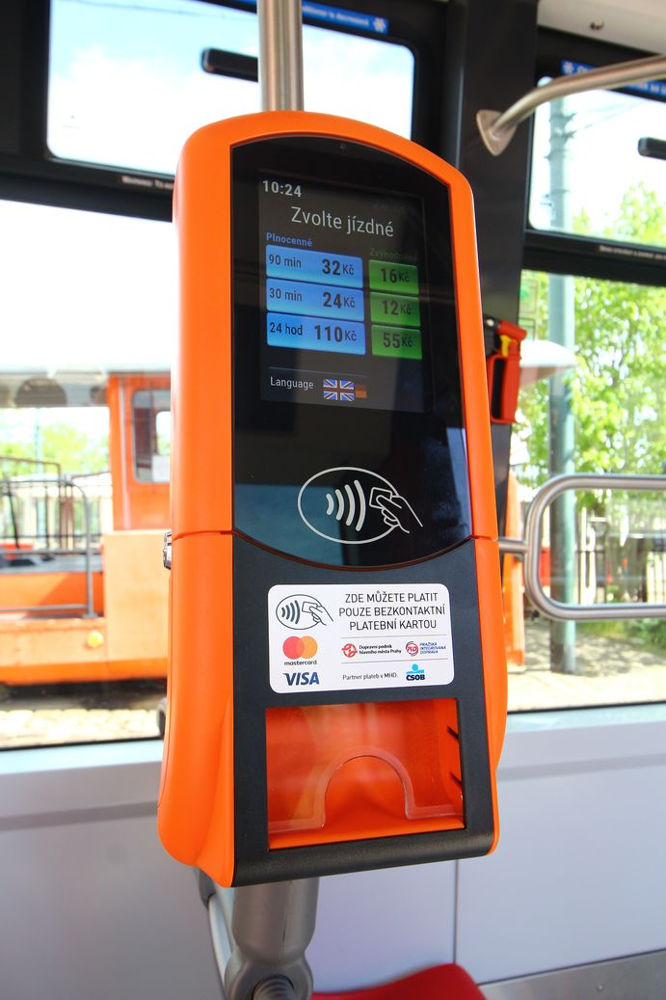 10:24
Zvolte jízdné
Plnocenné
Zvýhodněné
90 min 32 Kč 16 Kč
30 min 24 Kč 12 Kč
24 hod 110 Kč 55 Kč
Language
ZDE MŮŽETE PLATIT
POUZE BEZKONTAKTNÍ
PLATEBNÍ KARTOU
mastercard.
Dopravní podnik
hlavního města Prahy
PID
PRAŽSKÁ
INTEGROVANÁ
DOPRAVA
VISA
Partner plateb v MHD.
ČSOB